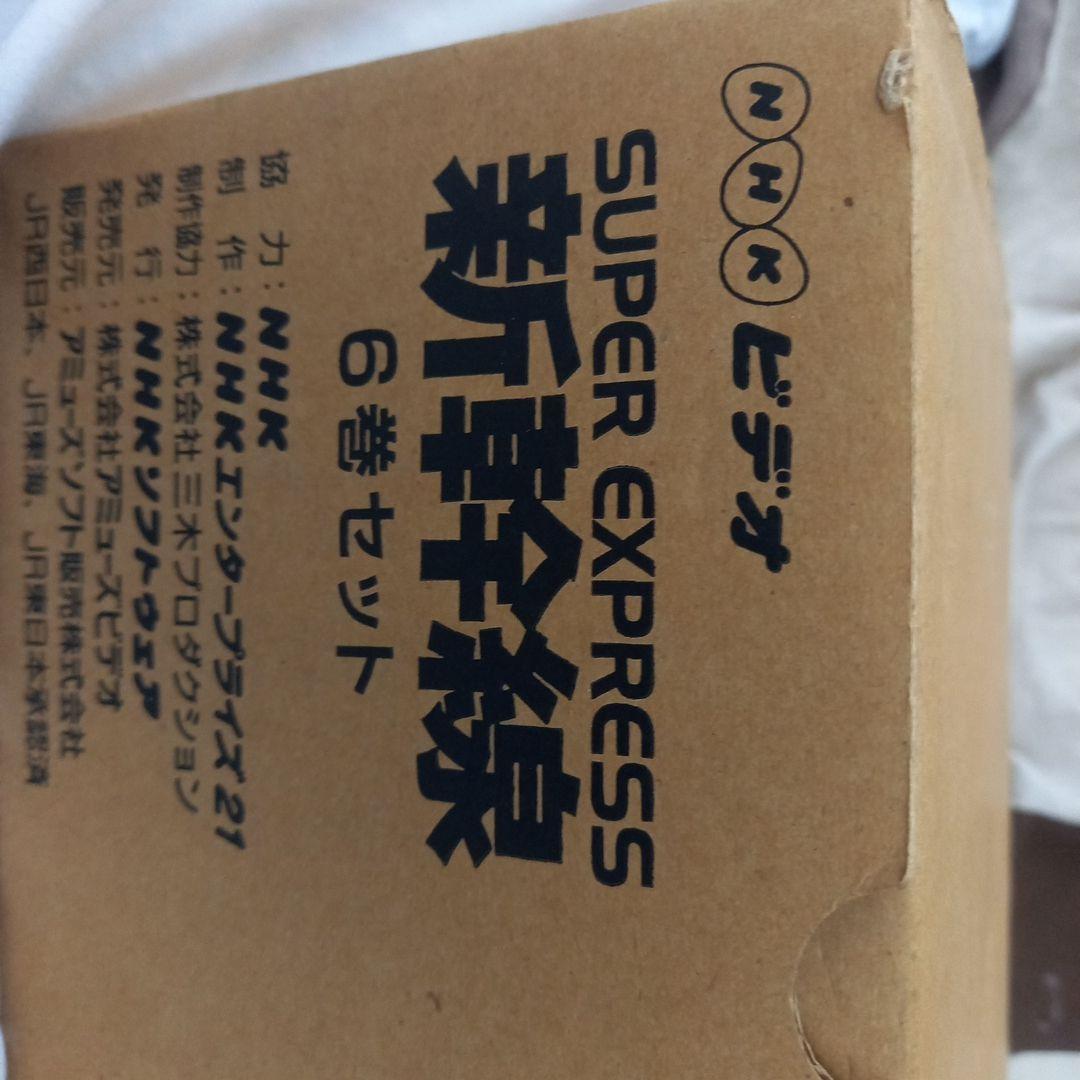 NHK ビデオ
SUPER EXPRESS
新幹線
6巻セット
協力:NHK
制作:NHKエンタープライズ21
制作協力:株式会社三木プロダクション
発行:NHKソフトウェア
発売元:株式会社アミューズビデオ
販売元:アミューズソフト販売株式会社
JR西日本、JR東海、JR東日本承認済